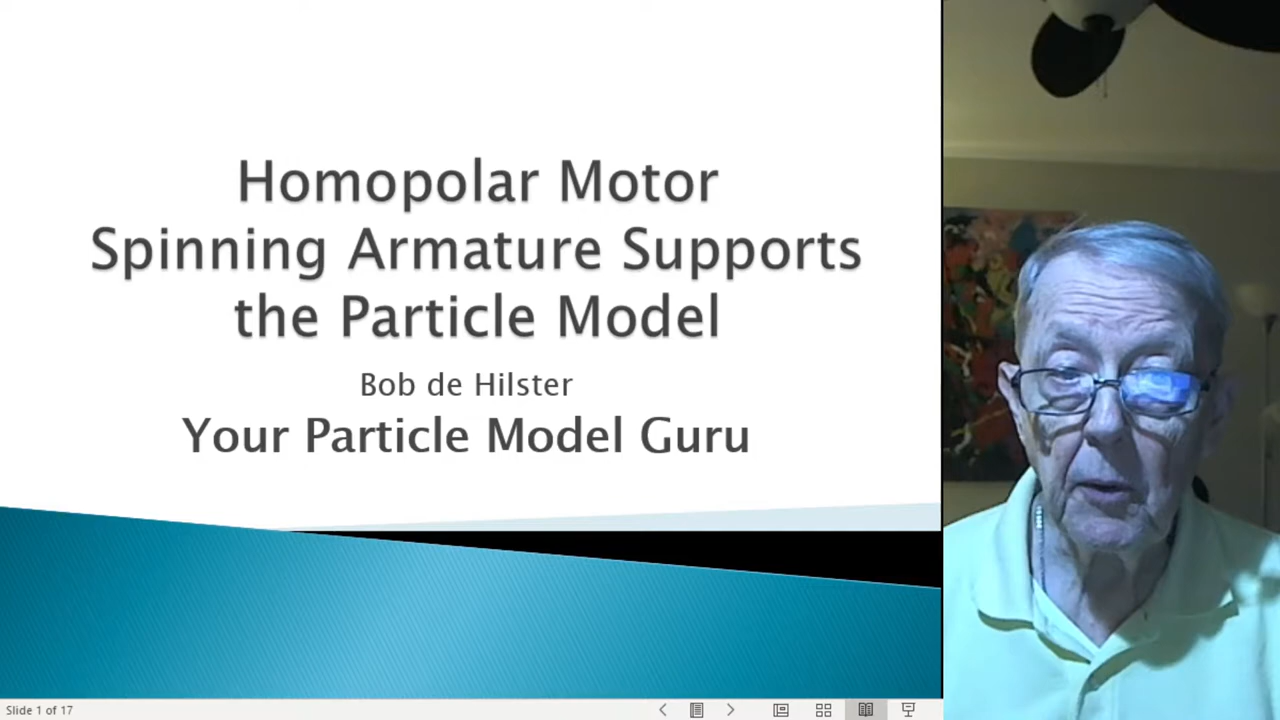 Homopolar Motor
Spinning Armature Supports
the Particle Model
Bob de Hilster
Your Particle Model Guru
Slide 1 of 17